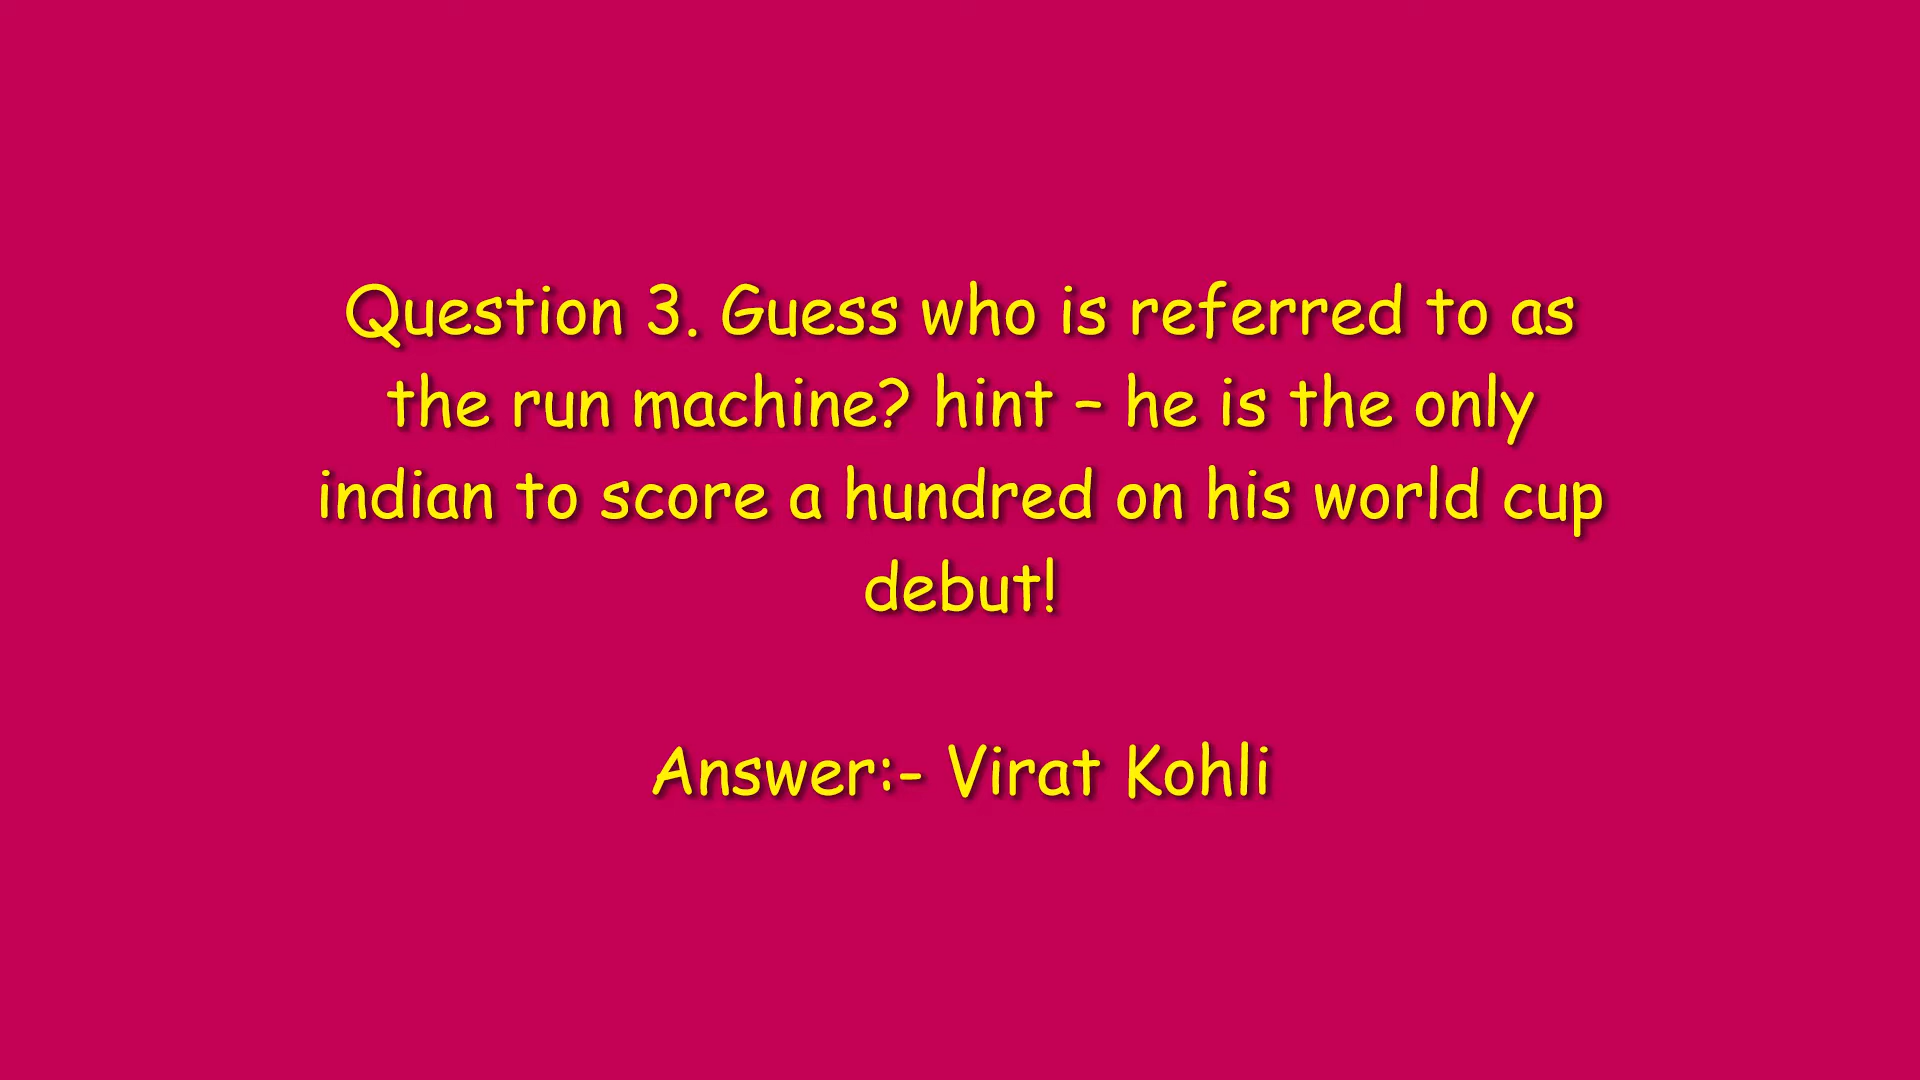 Question 3. Guess who is referred to as
the run machine? hint – he is the only
indian to score a hundred on his world cup
debut!
Answer:- Virat Kohli